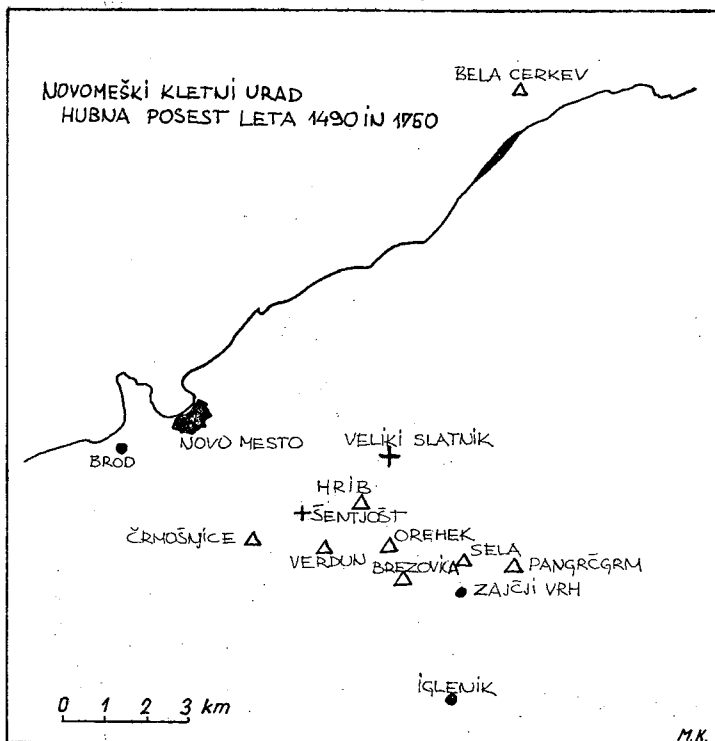 NOVOMEŠKI KLETNI URAD
HUBNA POSEST LETA 1490 IN 1760
BELA CERKEV
NOVO MESTO
BROD
VELIKI SLATNIK
HRIB
ŠENTJOŠT
ČRMOŠNJICE
VERDUN
OREHEK
BREZOVIKA
SELA
PANGRČGRM
ZAJČJI VRH
IGLENIK
0 1 2 3 km
M.K.